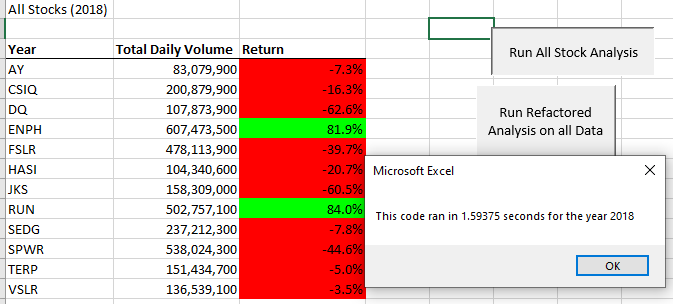 All Stocks (2018)
Year Total Daily Volume Return
AY 83,079,900 -7.3%
CSIQ 200,879,900 -16.3%
DQ 107,873,900 -62.6%
ENPH 607,473,500 81.9%
FSLR 478,113,900 -39.7%
HASI 104,340,600 -20.7%
JKS 158,309,000 -60.5%
RUN 502,757,100 84.0%
SEDG 237,212,300 -7.8%
SPWR 538,024,300 -44.6%
TERP 151,434,700 -5.0%
VSLR 136,539,100 -3.5%
Run All Stock Analysis
Run Refactored
Analysis on all Data
Microsoft Excel
This code ran in 1.59375 seconds for the year 2018
OK